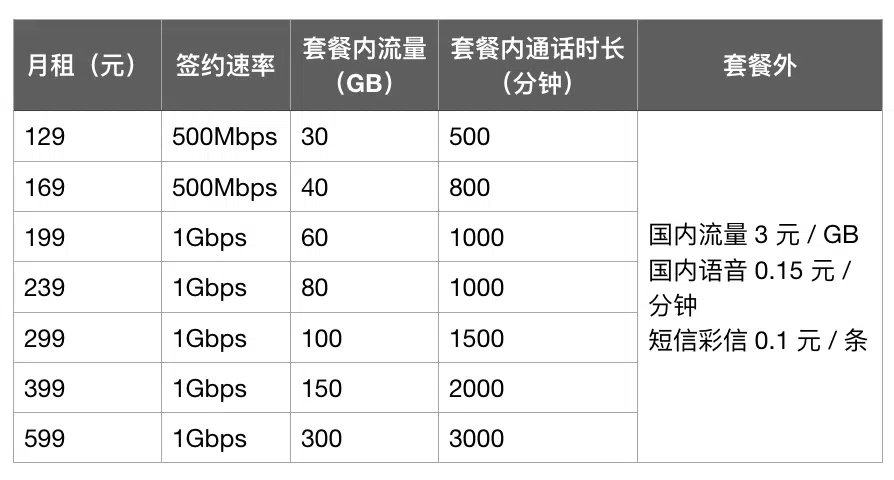 月租（元） 签约速率 套餐内流量（GB） 套餐内通话时长（分钟） 套餐外
129 500Mbps 30 500
169 500Mbps 40 800
199 1Gbps 60 1000
239 1Gbps 80 1000
299 1Gbps 100 1500
399 1Gbps 150 2000
599 1Gbps 300 3000
国内流量 3 元 / GB
国内语音 0.15 元 /
分钟
短信彩信 0.1 元 / 条